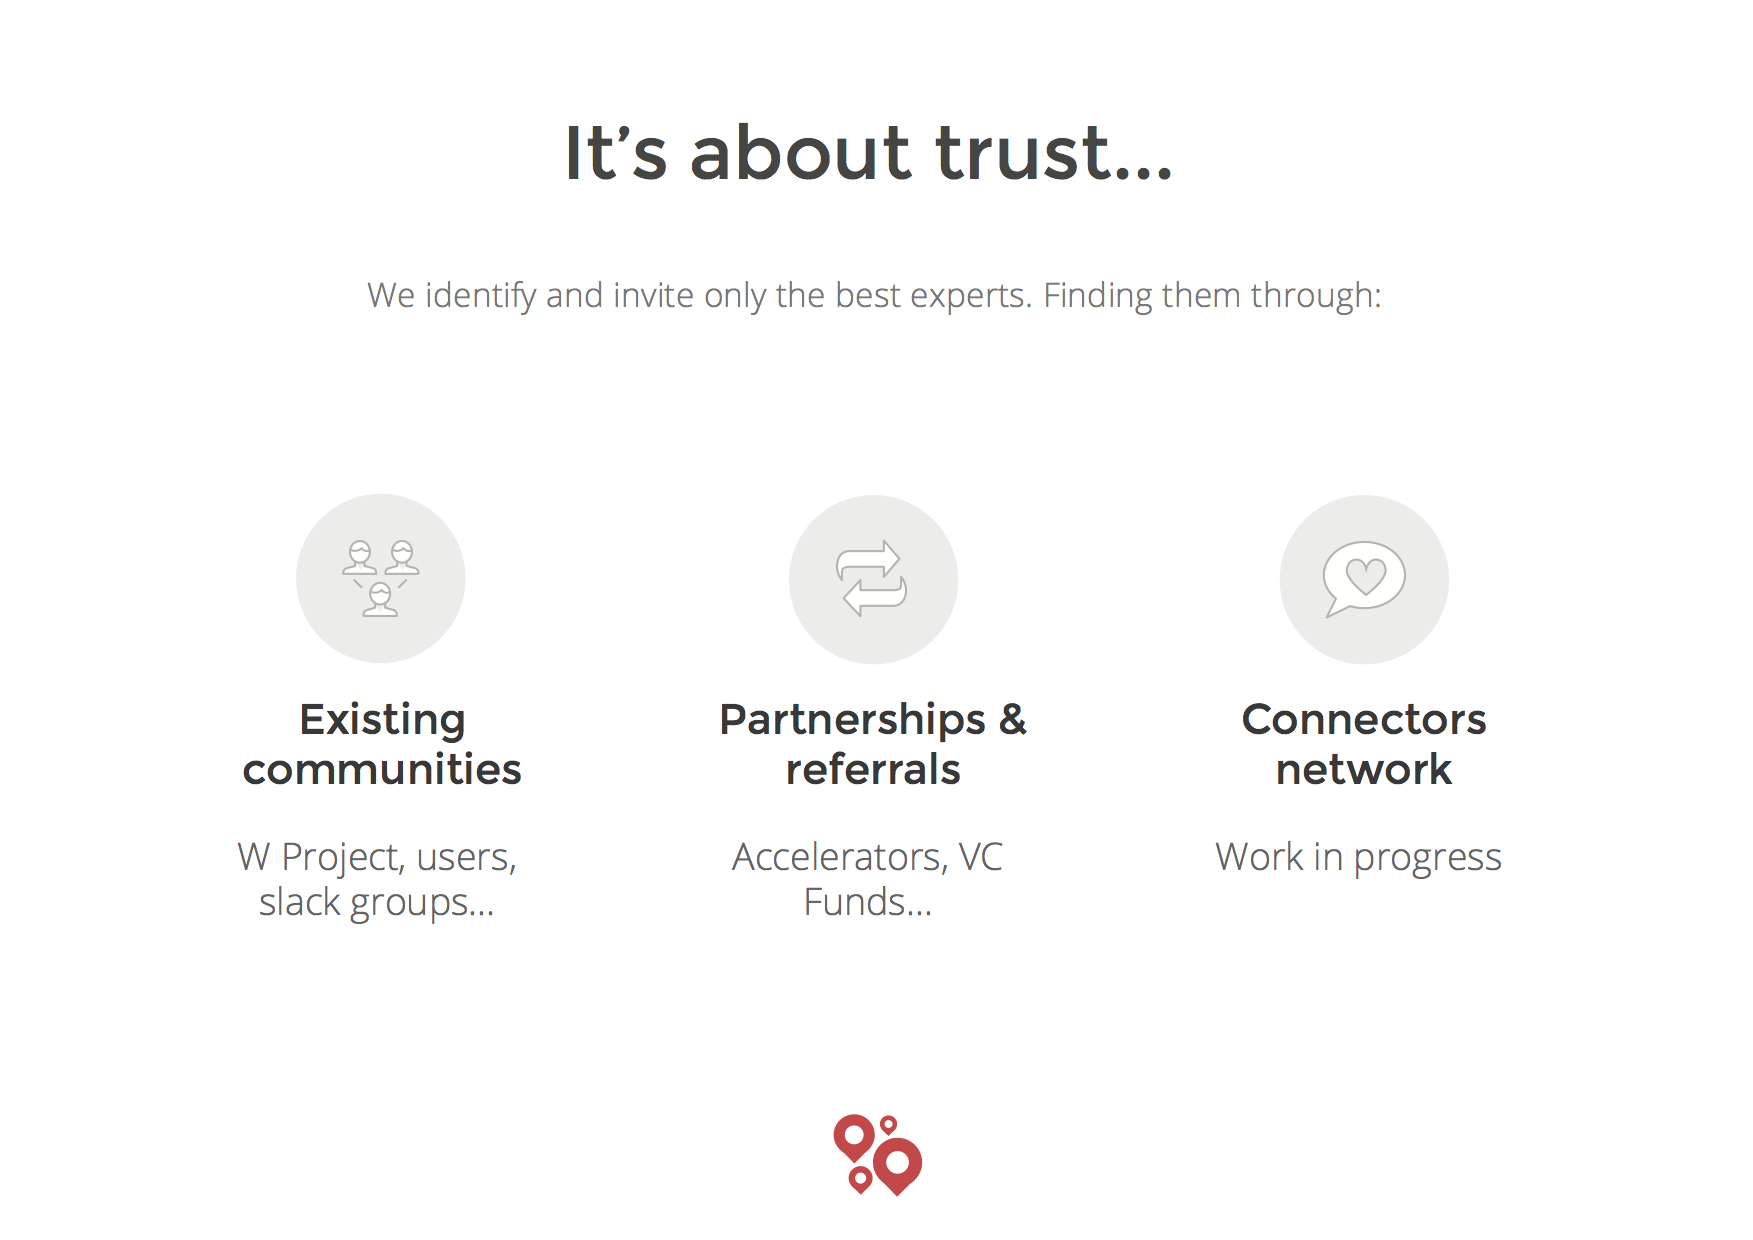 It’s about trust...
We identify and invite only the best experts. Finding them through:
Existing
communities
W Project, users,
slack groups...
Partnerships &
referrals
Accelerators, VC
Funds...
Connectors
network
Work in progress